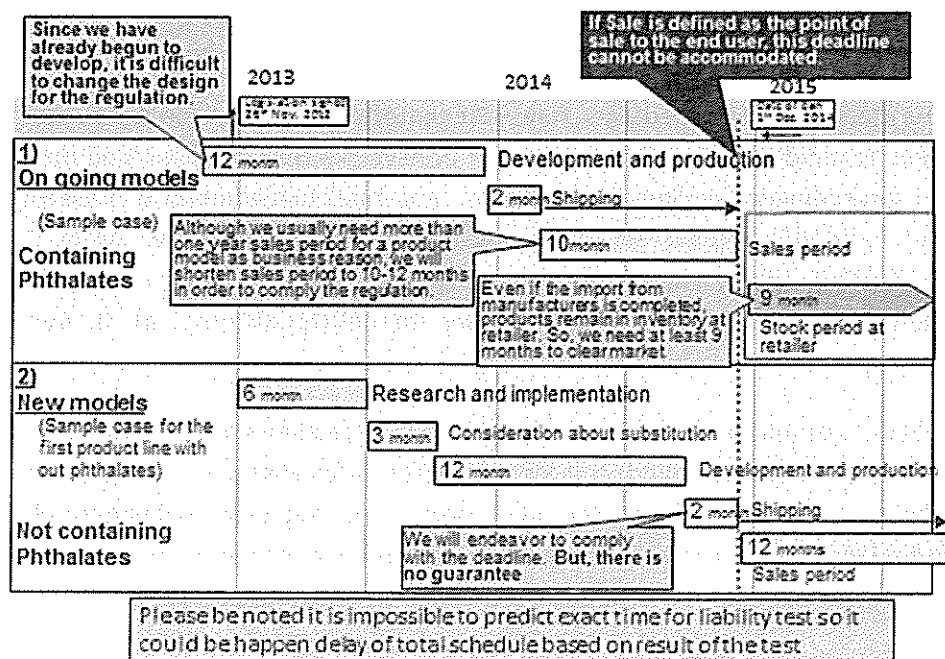 Since we have
already begun to
develop, it is difficult
to change the design
for the regulation.
If Sale is defined as the point of
sale to the end user, this deadline
cannot be accommodated.
2013
2014
2015
26th Nov. 2012
1st Dec. 2014
1)
On going models
(Sample case)
Containing
Phthalates
12 month
Development and production
2 month Shipping
Although we usually need more than
one year sales period for a product
model as business reason, we will
shorten sales period to 10-12 months
in order to comply the regulation.
10 month
Sales period
Even if the import from
manufacturers is completed,
products remain in inventory at
retailer. So, we need at least 9
months to clear market
9 month
Stock period at
retailer
2)
New models
(Sample case for the
first product line with
out phthalates)
Not containing
Phthalates
6 month
Research and implementation
3 month
Consideration about substitution
12 month
Development and production
2 month Shipping
We will endeavor to comply
with the deadline. But, there is
no guarantee
12 months
Sales period
Please be noted it is impossible to predict exact time for liability test so it
could be happen delay of total schedule based on result of the test